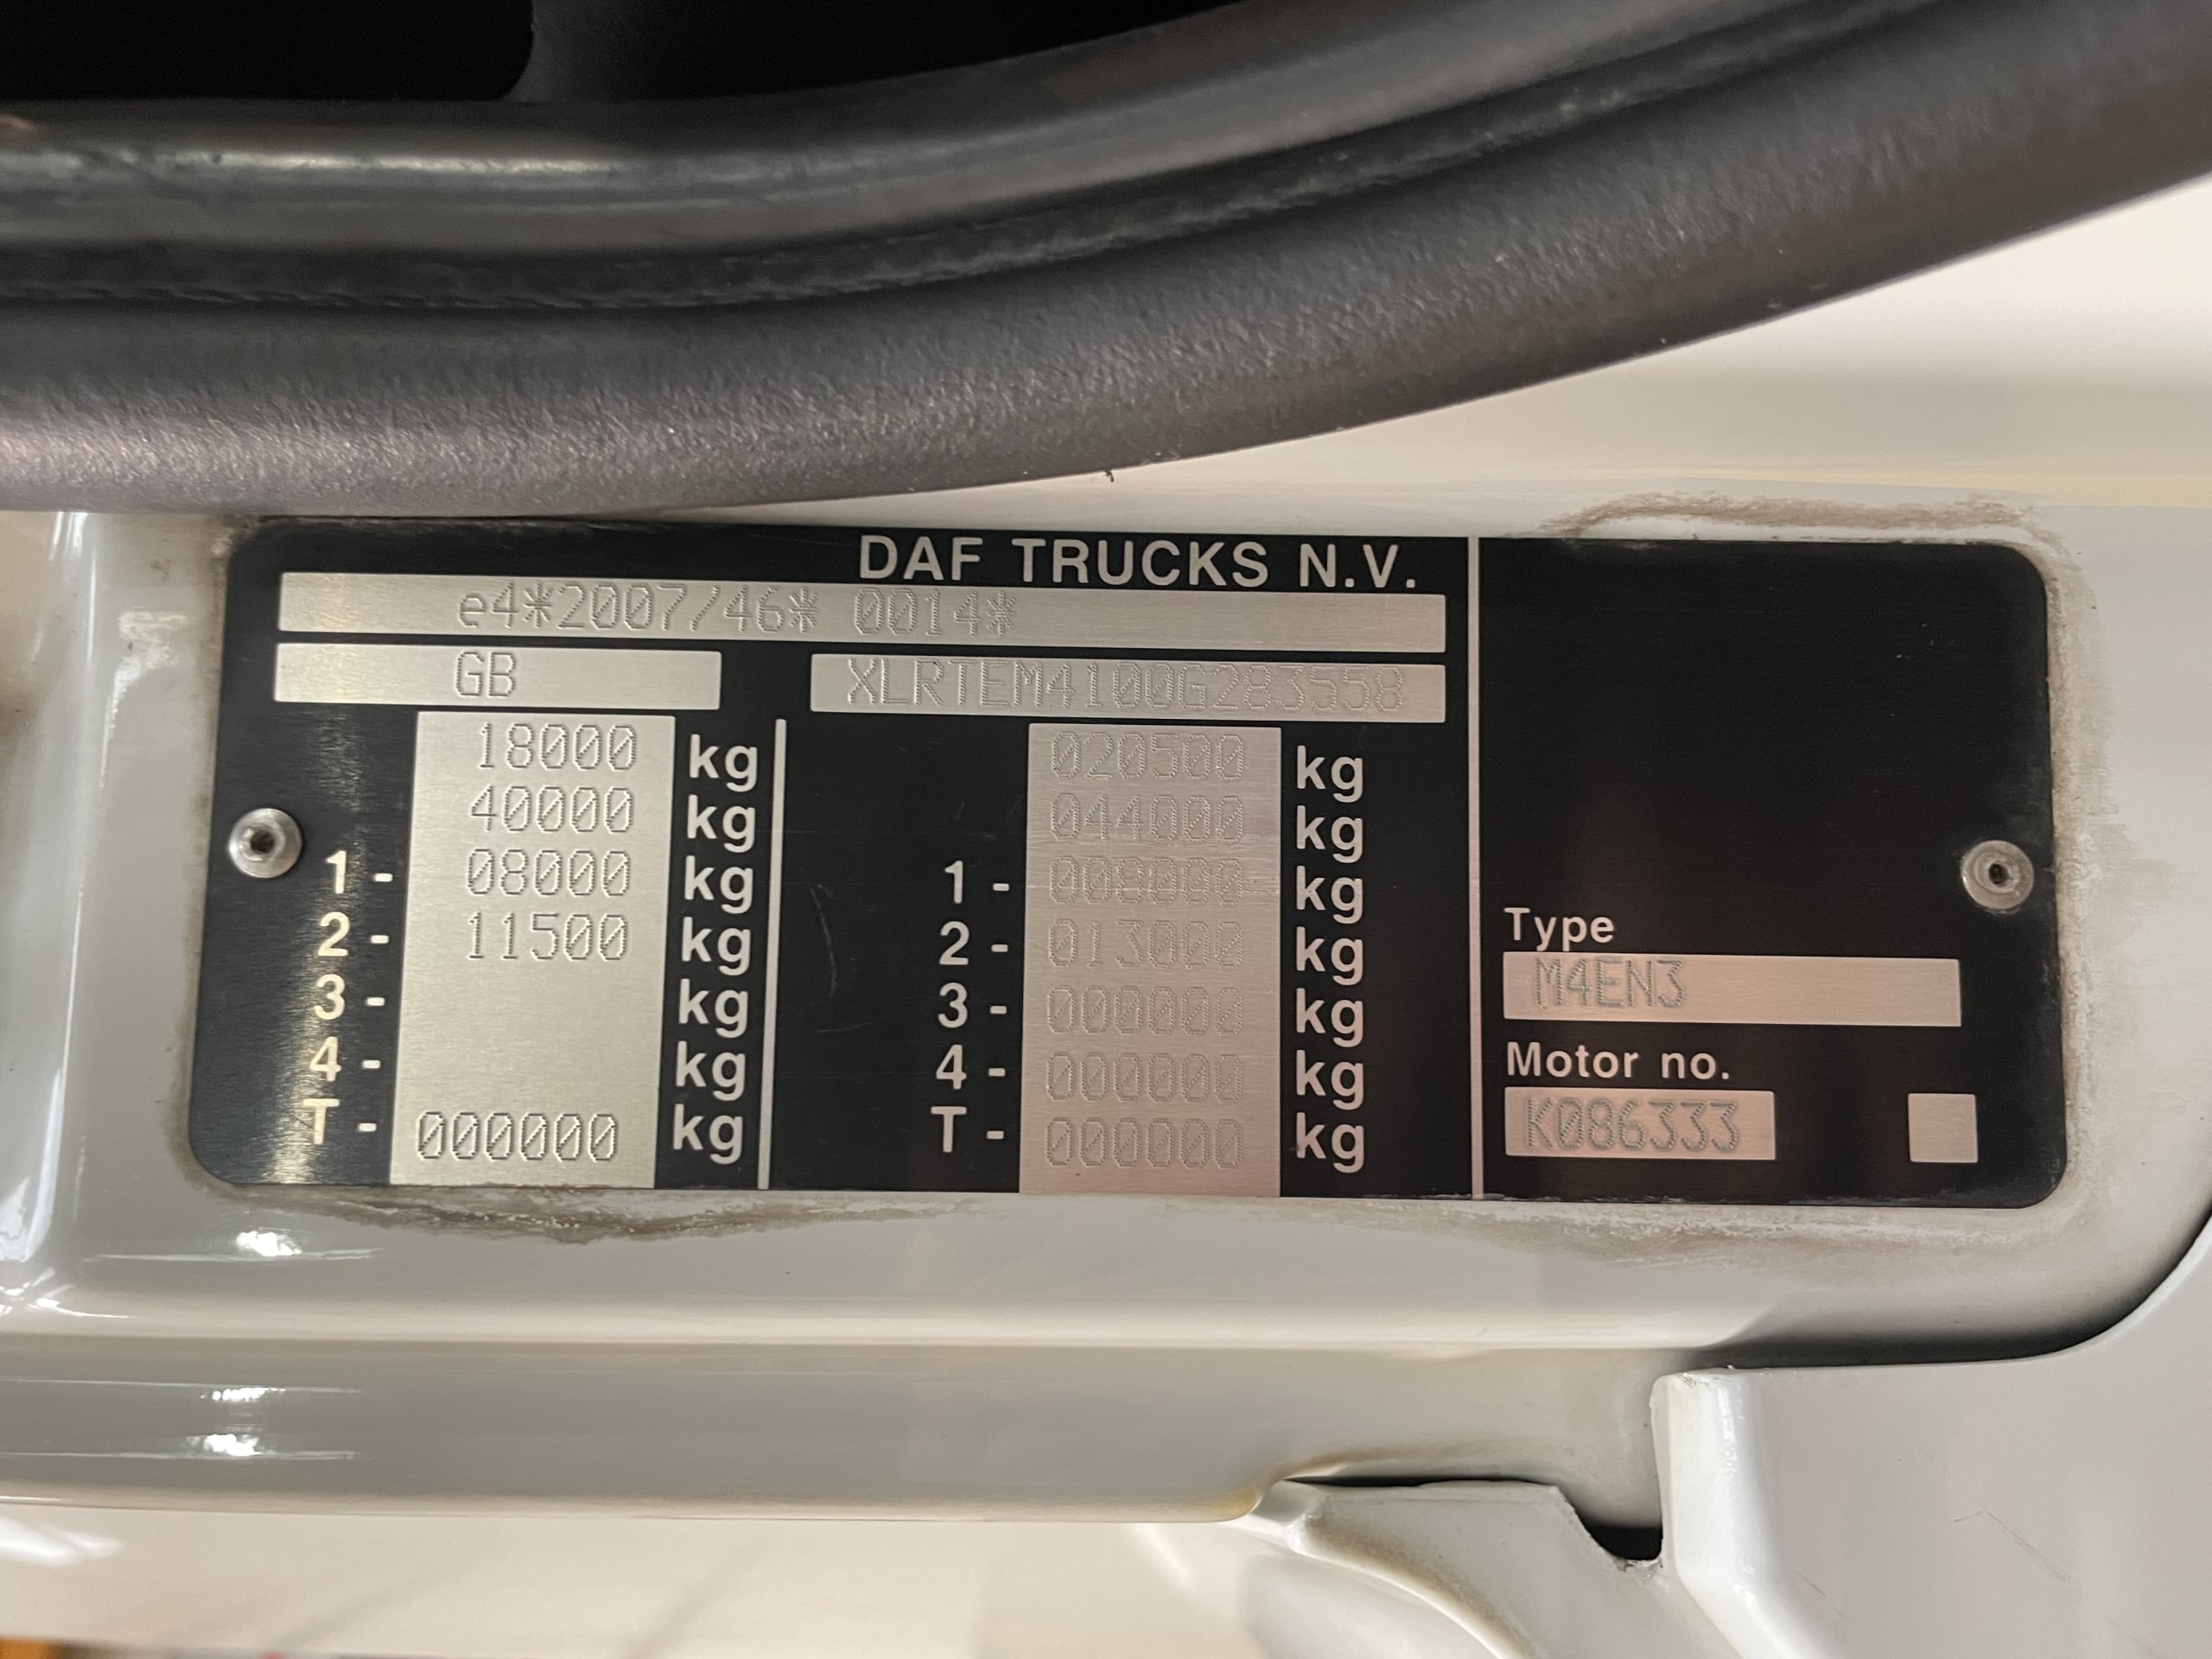 DAF TRUCKS N.V.
e4*2007/46* 0014*
GB XLRTEM4100G283558
18000 kg 020500 kg
40000 kg 044000 kg
1- 08000 kg 1- 008000 kg
2- 11500 kg 2- 013000 kg
3- kg 3- 000000 kg
4- kg 4- 000000 kg
T- 000000 kg T- 000000 kg
Type
M4EN3
Motor no.
K086333